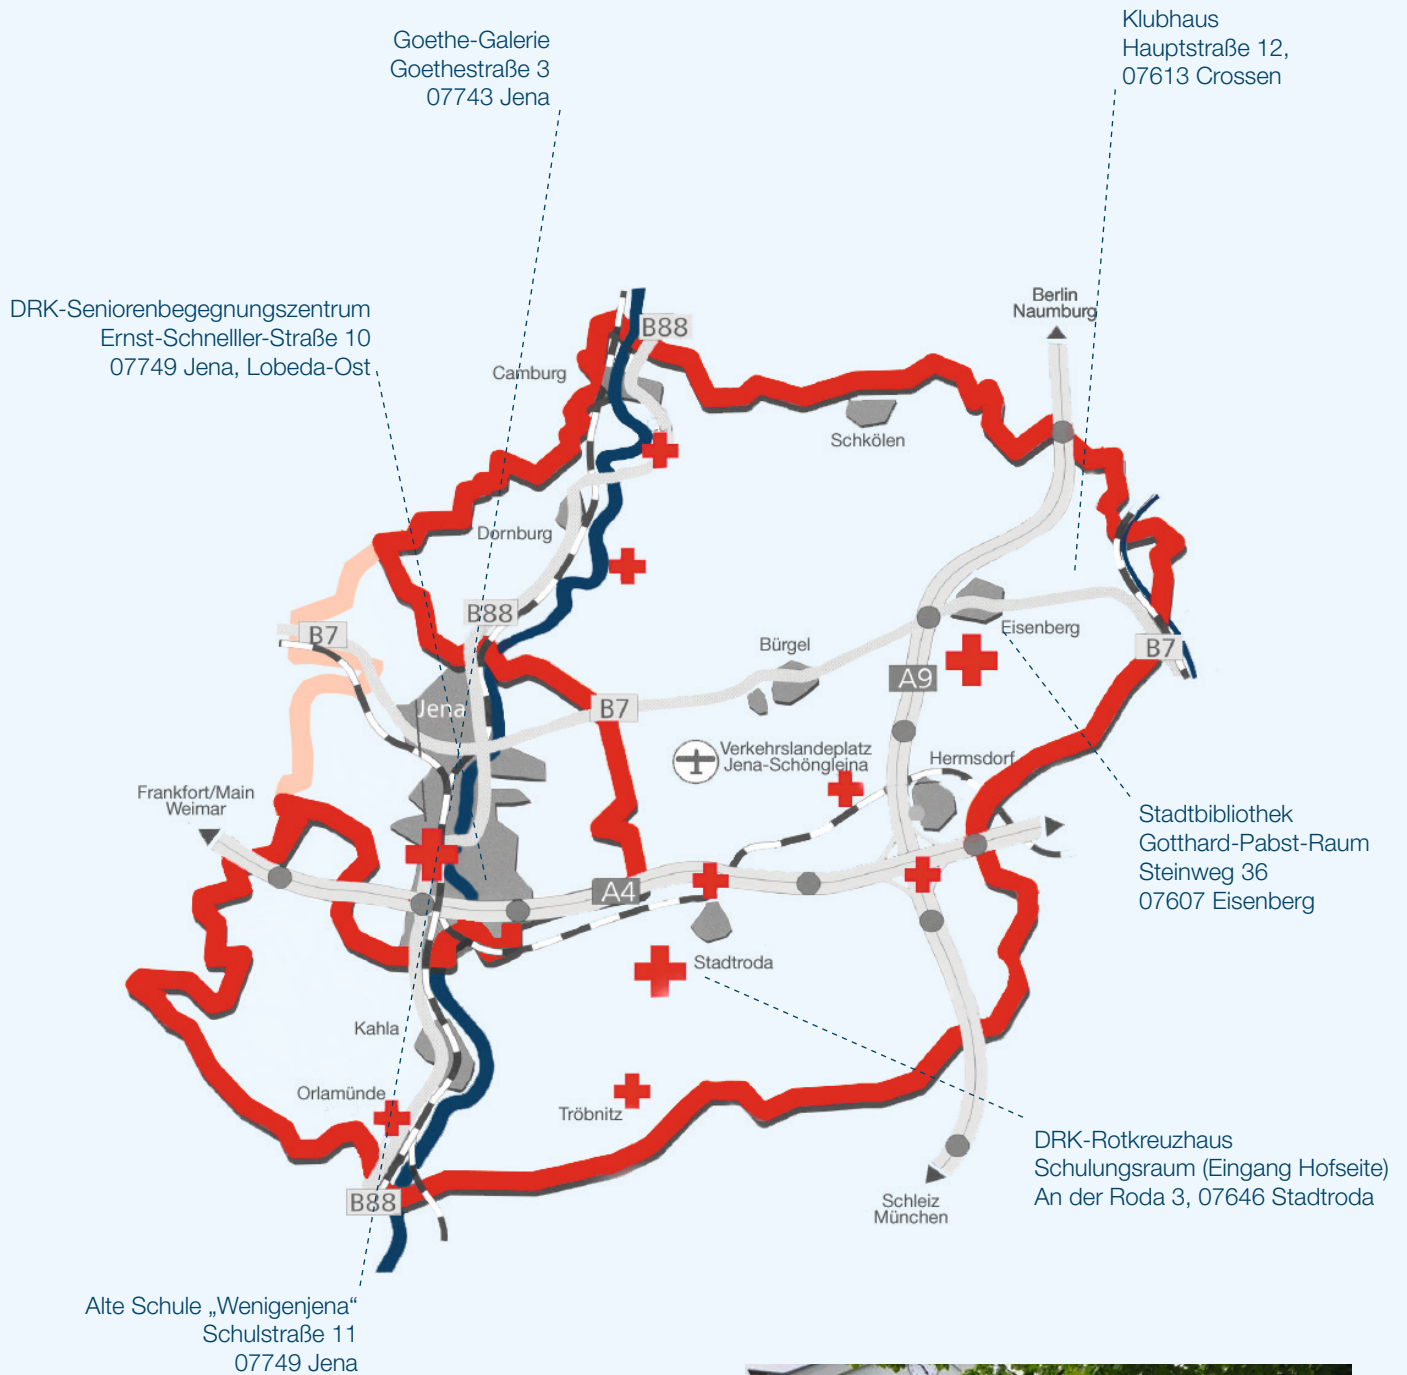 Klubhaus
Hauptstraße 12,
07613 Crossen
Goethe-Galerie
Goethestraße 3
07743 Jena
DRK-Seniorenbegegnungszentrum
Ernst-Schnelller-Straße 10
07749 Jena, Lobeda-Ost
Berlin
Naumburg
B88
Camburg
Schkölen
Dornburg
B88
B7
Eisenberg
Bürgel
B7
A9
Jena
B7
Verkehrslandeplatz
Jena-Schöngleina
Hermsdorf
Frankfort/Main
Weimar
Stadtbibliothek
Gotthard-Pabst-Raum
Steinweg 36
07607 Eisenberg
A4
Stadtroda
Kahla
Orlamünde
Tröbnitz
DRK-Rotkreuzhaus
Schulungsraum (Eingang Hofseite)
An der Roda 3, 07646 Stadtroda
B88
Schleiz
München
Alte Schule „Wenigenjena“
Schulstraße 11
07749 Jena